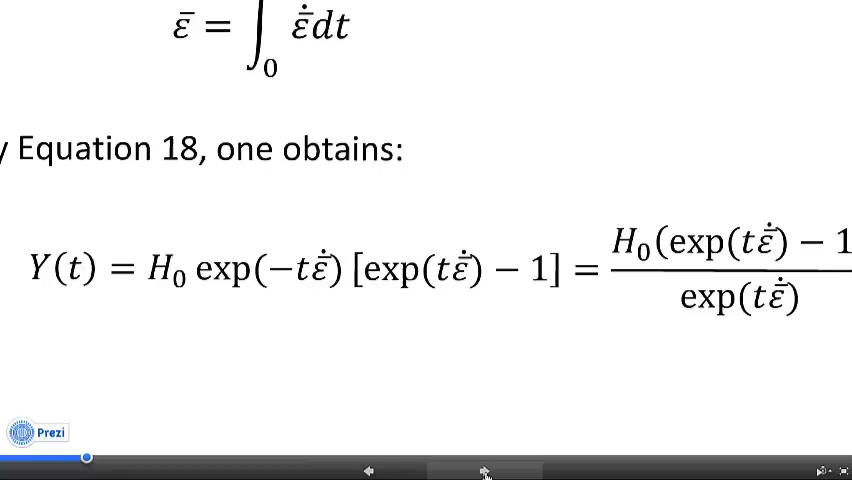 ε̄ = ∫₀ ε̄̇dt
y Equation 18, one obtains:
Y(t) = H₀ exp(−tε̄̇) [exp(tε̄̇) − 1] = H₀(exp(tε̄̇) − 1 / exp(tε̄̇)
Prezi